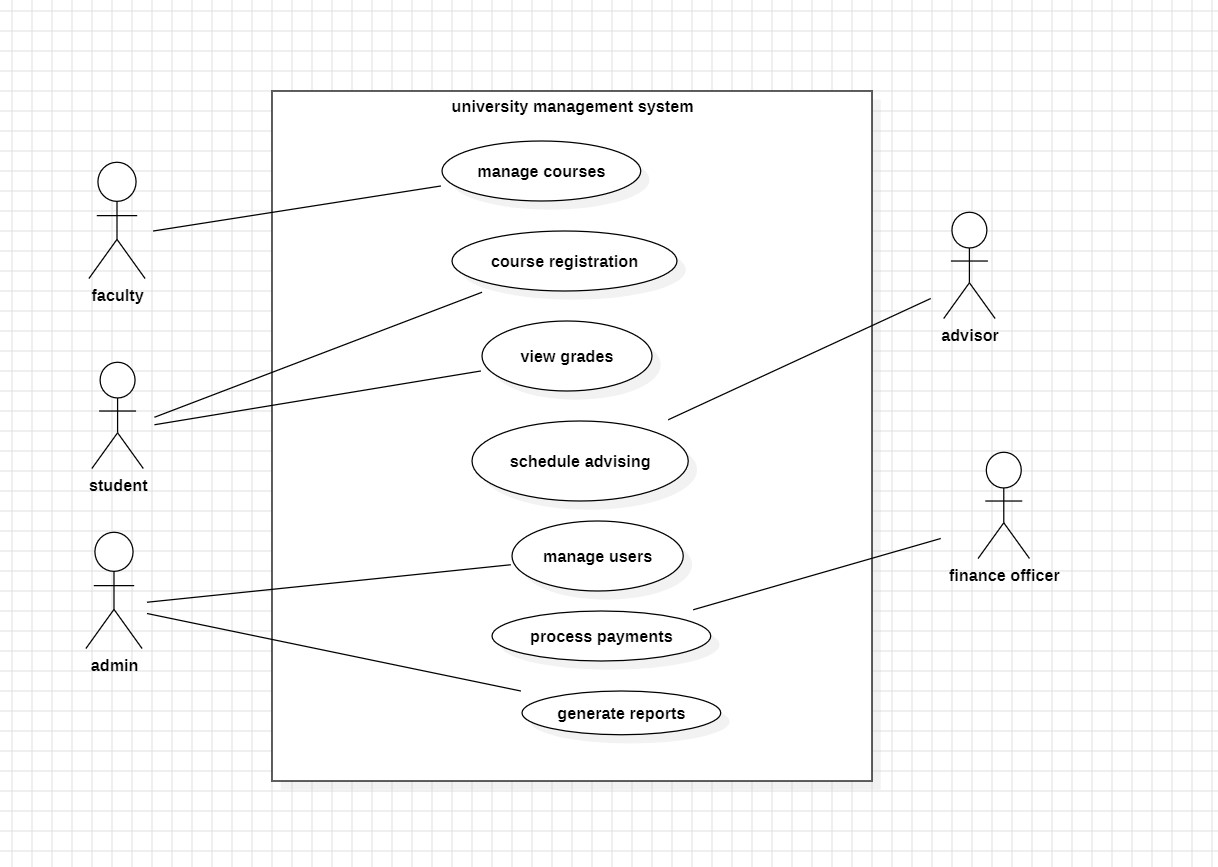 university management system
manage courses
course registration
faculty
view grades
advisor
schedule advising
student
manage users
finance officer
process payments
admin
generate reports